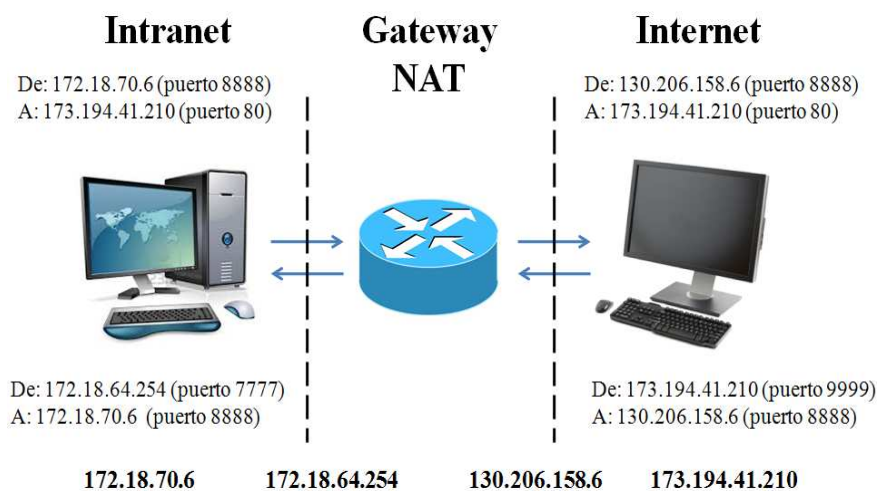 Intranet
Gateway
NAT
Internet
De: 172.18.70.6 (puerto 8888)
A: 173.194.41.210 (puerto 80)
De: 130.206.158.6 (puerto 8888)
A: 173.194.41.210 (puerto 80)
De: 172.18.64.254 (puerto 7777)
A: 172.18.70.6 (puerto 8888)
De: 173.194.41.210 (puerto 9999)
A: 130.206.158.6 (puerto 8888)
172.18.70.6 172.18.64.254 130.206.158.6 173.194.41.210